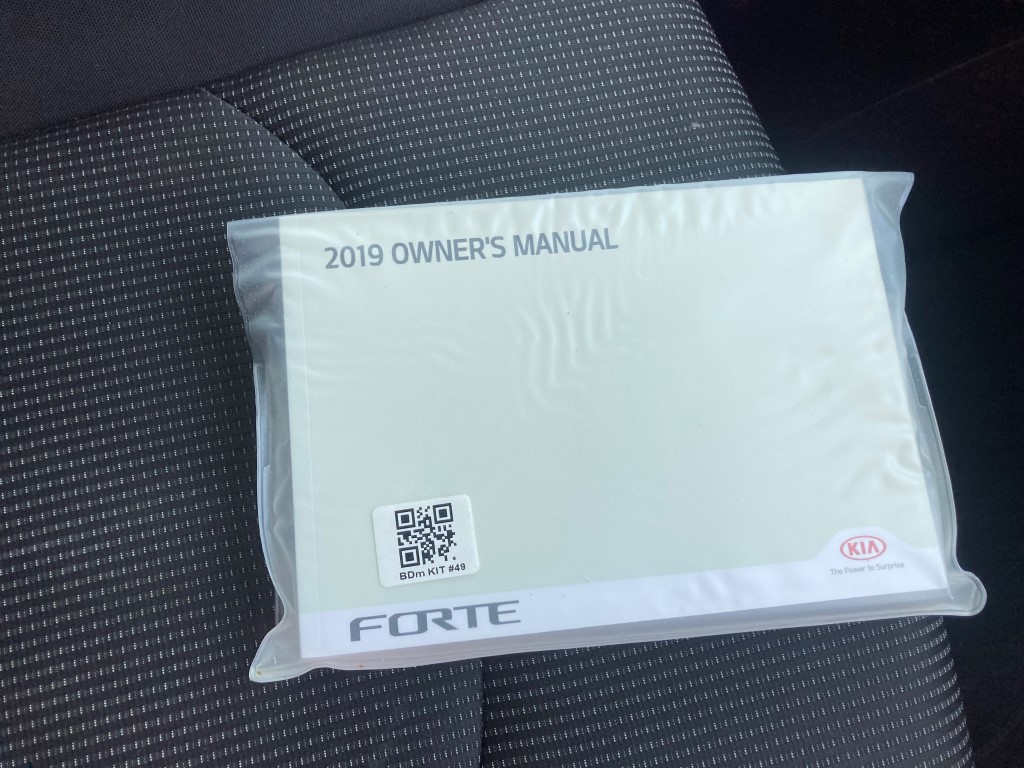 2019 OWNER'S MANUAL
BDm KIT #49
KIA
The Power to Surprise
FORTE